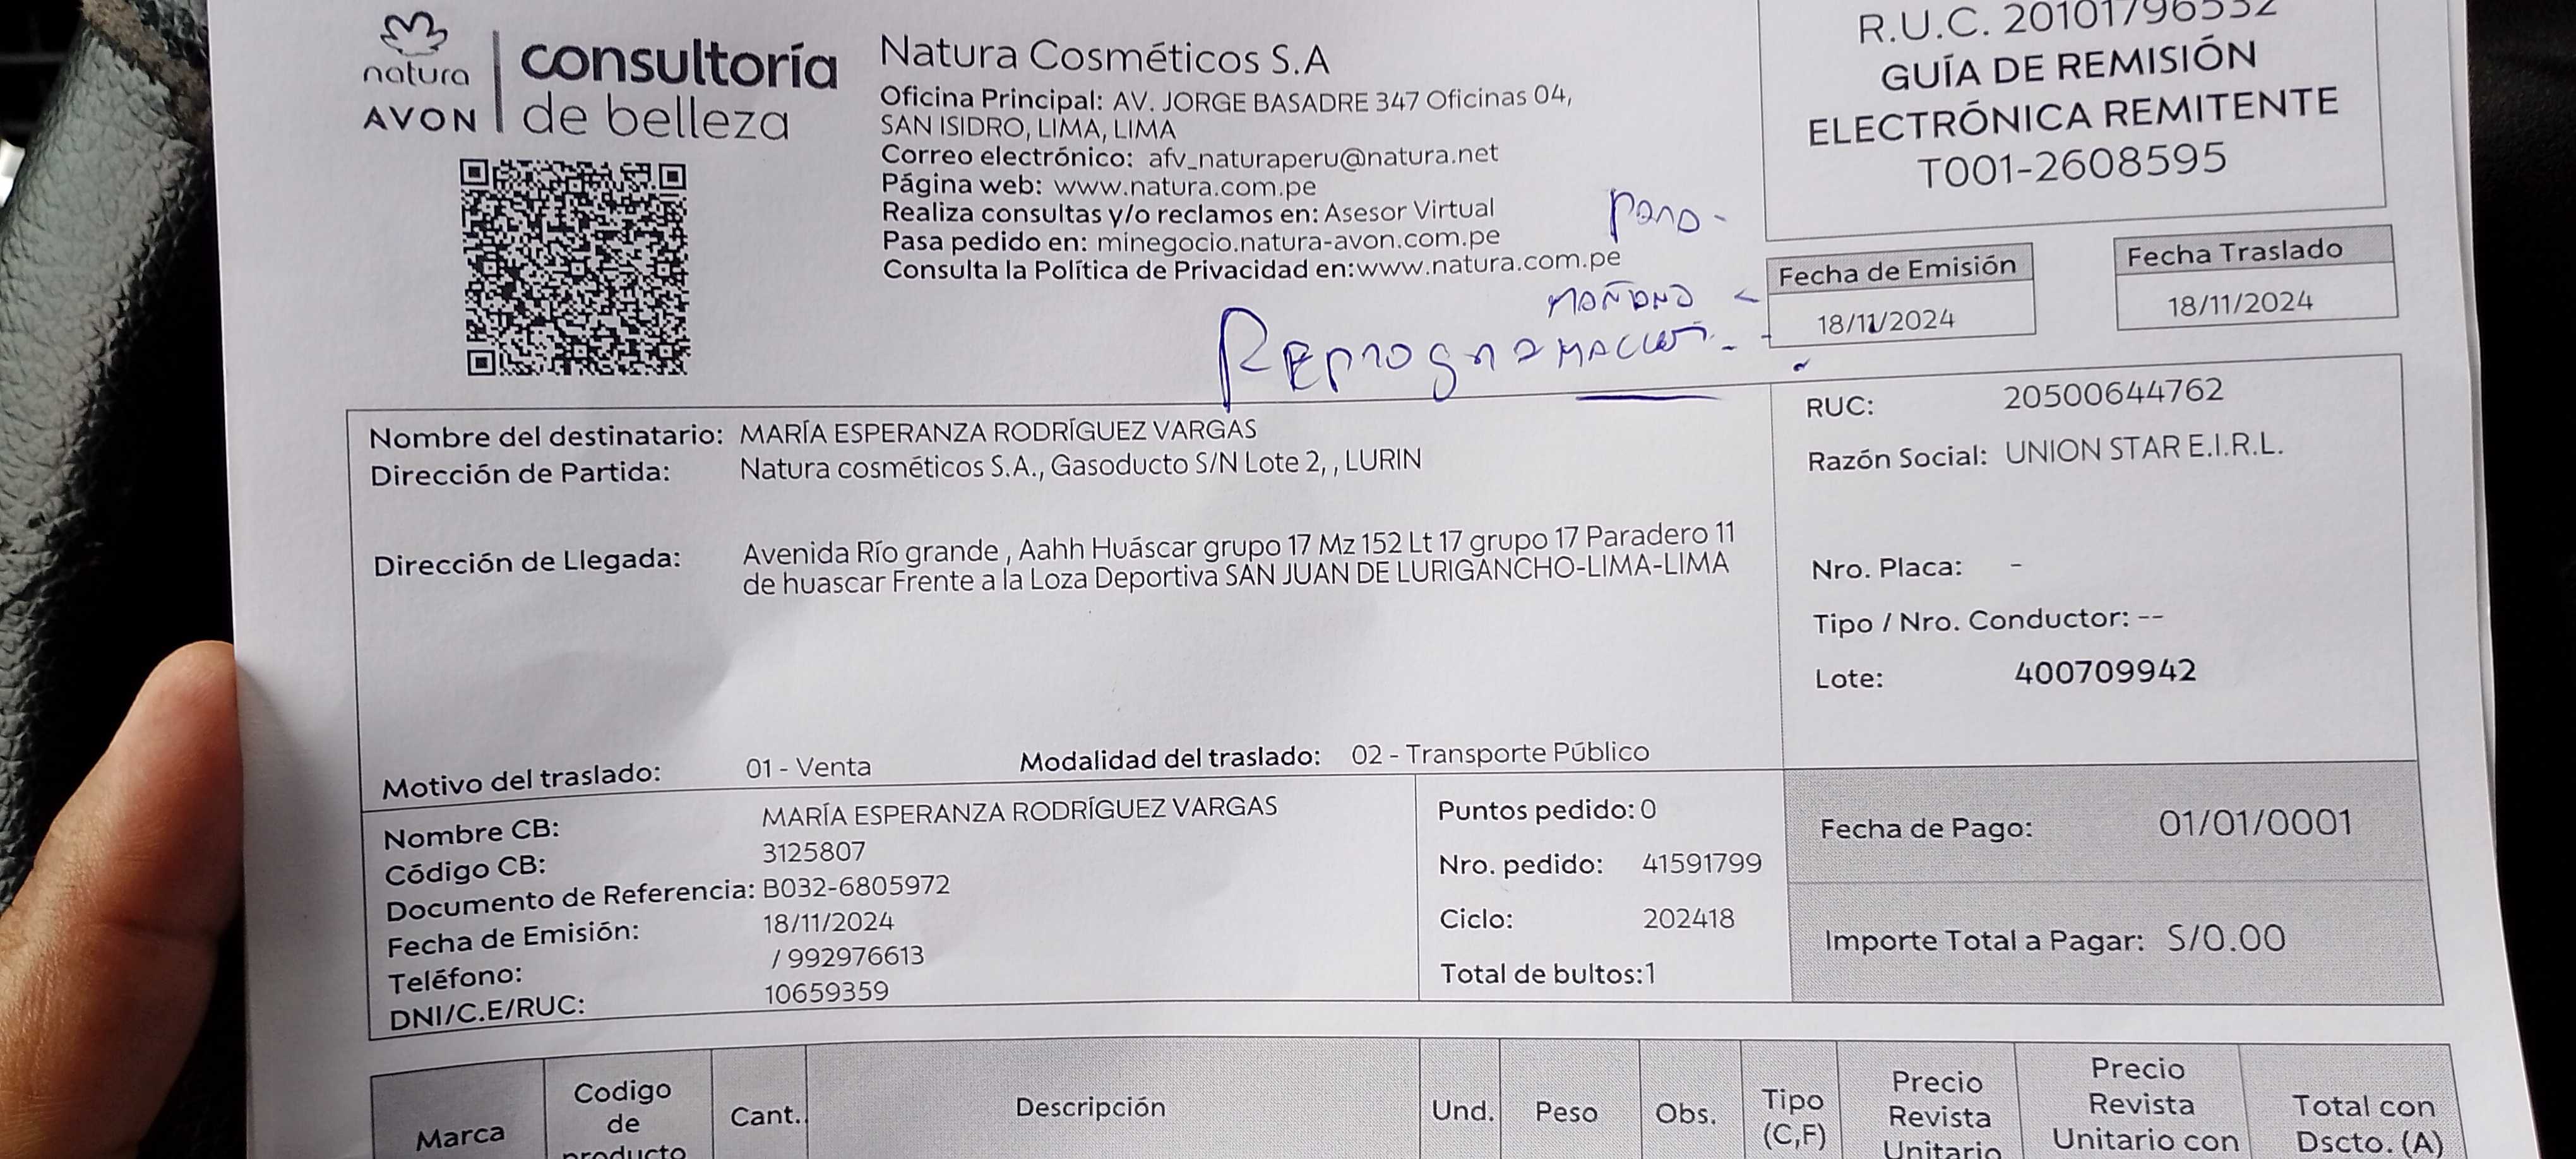 natura
AVON
consultoría
de belleza
Natura Cosméticos S.A
Oficina Principal: AV. JORGE BASADRE 347 Oficinas 04,
SAN ISIDRO, LIMA, LIMA
Correo electrónico: afv_naturaperu@natura.net
Página web: www.natura.com.pe
Realiza consultas y/o reclamos en: Asesor Virtual
Pasa pedido en: minegocio.natura-avon.com.pe
Consulta la Política de Privacidad en:www.natura.com.pe
R.U.C. 20101796532
GUÍA DE REMISIÓN
ELECTRÓNICA REMITENTE
T001-2608595
Para -
mañana
Reprogramación
Fecha de Emisión
18/11/2024
Fecha Traslado
18/11/2024
Nombre del destinatario: MARÍA ESPERANZA RODRÍGUEZ VARGAS
Dirección de Partida: Natura cosméticos S.A., Gasoducto S/N Lote 2, , LURIN
Dirección de Llegada: Avenida Río grande , Aahh Huáscar grupo 17 Mz 152 Lt 17 grupo 17 Paradero 11
de huascar Frente a la Loza Deportiva SAN JUAN DE LURIGANCHO-LIMA-LIMA
Motivo del traslado: 01 - Venta Modalidad del traslado: 02 - Transporte Público
RUC: 20500644762
Razón Social: UNION STAR E.I.R.L.
Nro. Placa: -
Tipo / Nro. Conductor: --
Lote: 400709942
Nombre CB: MARÍA ESPERANZA RODRÍGUEZ VARGAS
Código CB: 3125807
Documento de Referencia: B032-6805972
Fecha de Emisión: 18/11/2024
Teléfono: / 992976613
DNI/C.E/RUC: 10659359
Puntos pedido: 0
Nro. pedido: 41591799
Ciclo: 202418
Total de bultos:1
Fecha de Pago: 01/01/0001
Importe Total a Pagar: S/0.00
Marca
Codigo
de
producto
Cant.
Descripción
Und.
Peso
Obs.
Tipo
(C,F)
Precio
Revista
Unitario
Precio
Revista
Unitario con
Total con
Dscto. (A)